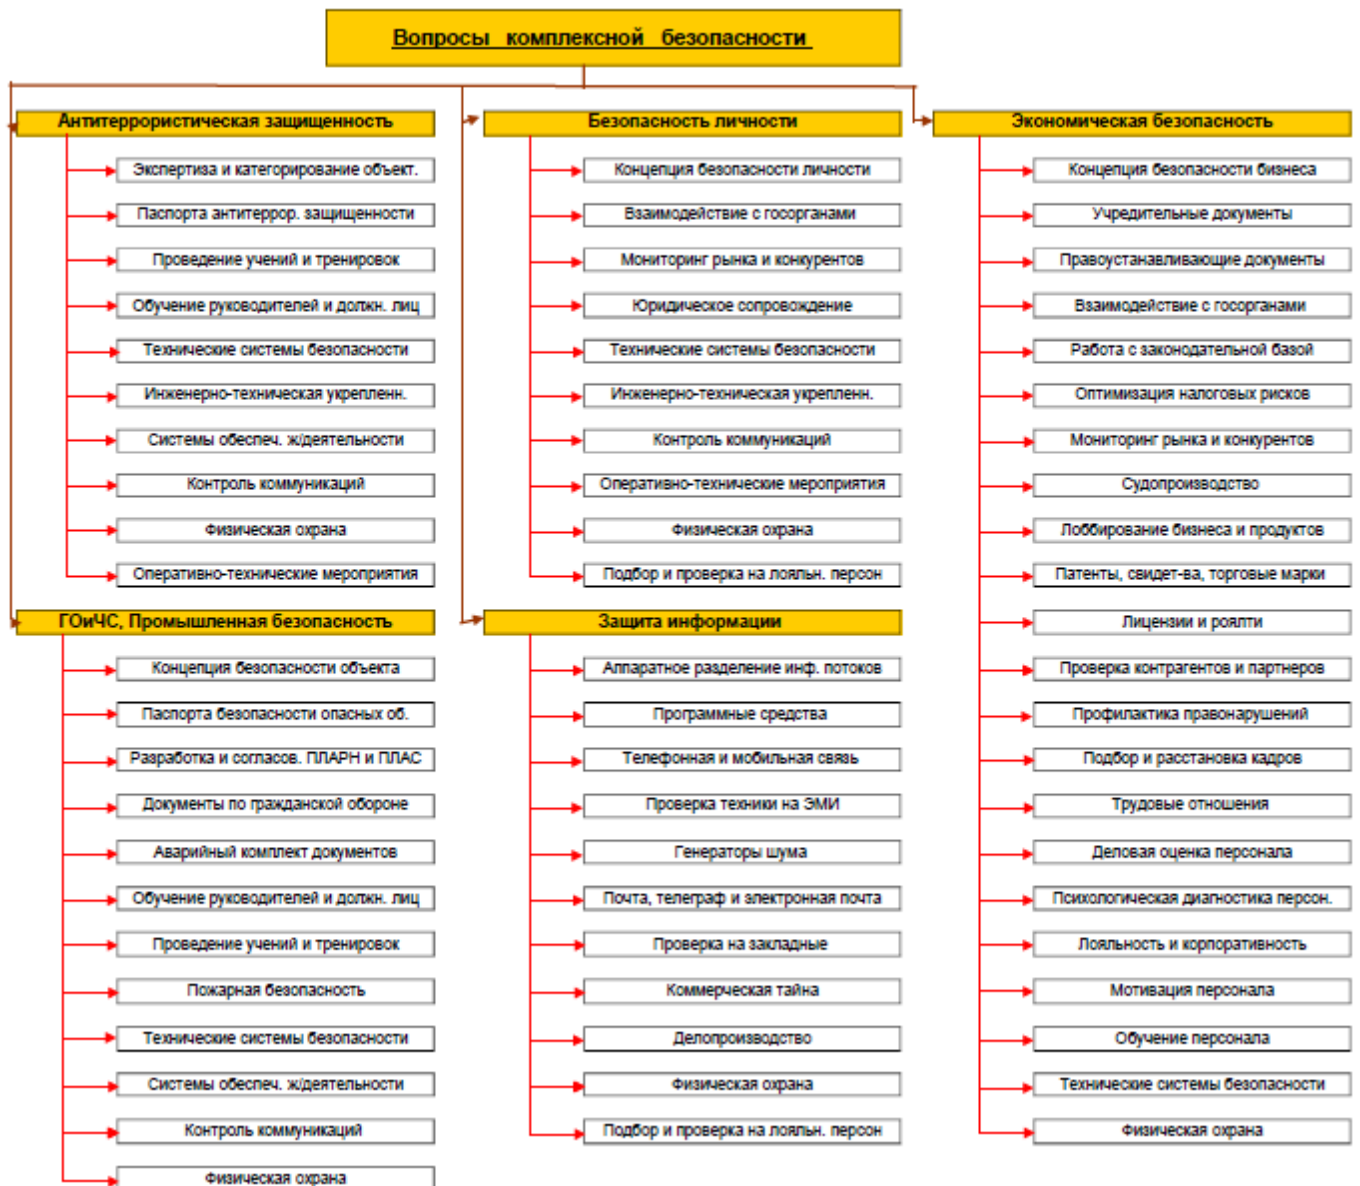 Вопросы комплексной безопасности
Антитеррористическая защищенность
Экспертиза и категорирование объект.
Паспорта антитеррор. защищенности
Проведение учений и тренировок
Обучение руководителей и должн. лиц
Технические системы безопасности
Инженерно-техническая укрепленн.
Системы обеспеч. ж/деятельности
Контроль коммуникаций
Физическая охрана
Оперативно-технические мероприятия
ГОиЧС, Промышленная безопасность
Концепция безопасности объекта
Паспорта безопасности опасных об.
Разработка и согласов. ПЛАРН и ПЛАС
Документы по гражданской обороне
Аварийный комплект документов
Обучение руководителей и должн. лиц
Проведение учений и тренировок
Пожарная безопасность
Технические системы безопасности
Системы обеспеч. ж/деятельности
Контроль коммуникаций
Физическая охрана
Безопасность личности
Концепция безопасности личности
Взаимодействие с госорганами
Мониторинг рынка и конкурентов
Юридическое сопровождение
Технические системы безопасности
Инженерно-техническая укрепленн.
Контроль коммуникаций
Оперативно-технические мероприятия
Физическая охрана
Подбор и проверка на лояльн. персон
Защита информации
Аппаратное разделение инф. потоков
Программные средства
Телефонная и мобильная связь
Проверка техники на ЭМИ
Генераторы шума
Почта, телеграф и электронная почта
Проверка на закладные
Коммерческая тайна
Делопроизводство
Физическая охрана
Подбор и проверка на лояльн. персон
Экономическая безопасность
Концепция безопасности бизнеса
Учредительные документы
Правоустанавливающие документы
Взаимодействие с госорганами
Работа с законодательной базой
Оптимизация налоговых рисков
Мониторинг рынка и конкурентов
Судопроизводство
Лоббирование бизнеса и продуктов
Патенты, свидет-ва, торговые марки
Лицензии и роялти
Проверка контрагентов и партнеров
Профилактика правонарушений
Подбор и расстановка кадров
Трудовые отношения
Деловая оценка персонала
Психологическая диагностика персон.
Лояльность и корпоративность
Мотивация персонала
Обучение персонала
Технические системы безопасности
Физическая охрана